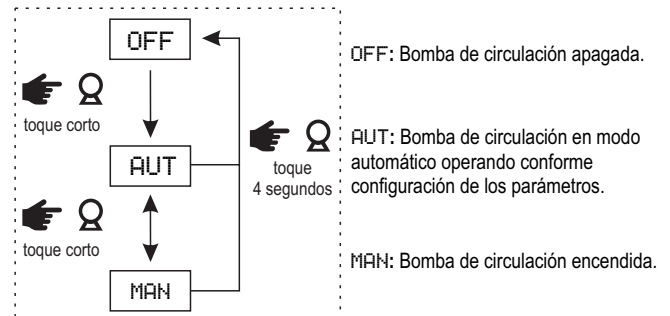 OFF
toque corto
AUT
toque
4 segundos
toque corto
MAN
OFF: Bomba de circulación apagada.
AUT: Bomba de circulación en modo
automático operando conforme
configuración de los parámetros.
MAN: Bomba de circulación encendida.